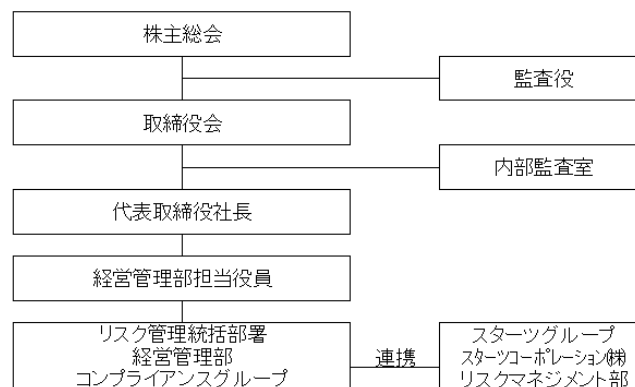 株主総会
監査役
取締役会
内部監査室
代表取締役社長
経営管理部担当役員
リスク管理統括部署
経営管理部
コンプライアンスグループ
連携
スターツグループ
スターツコーポレーション㈱
リスクマネジメント部